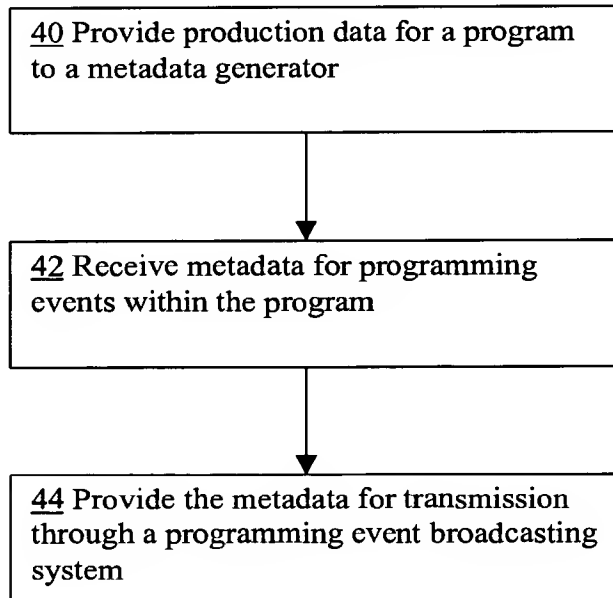 40 Provide production data for a program
to a metadata generator
42 Receive metadata for programming
events within the program
44 Provide the metadata for transmission
through a programming event broadcasting
system